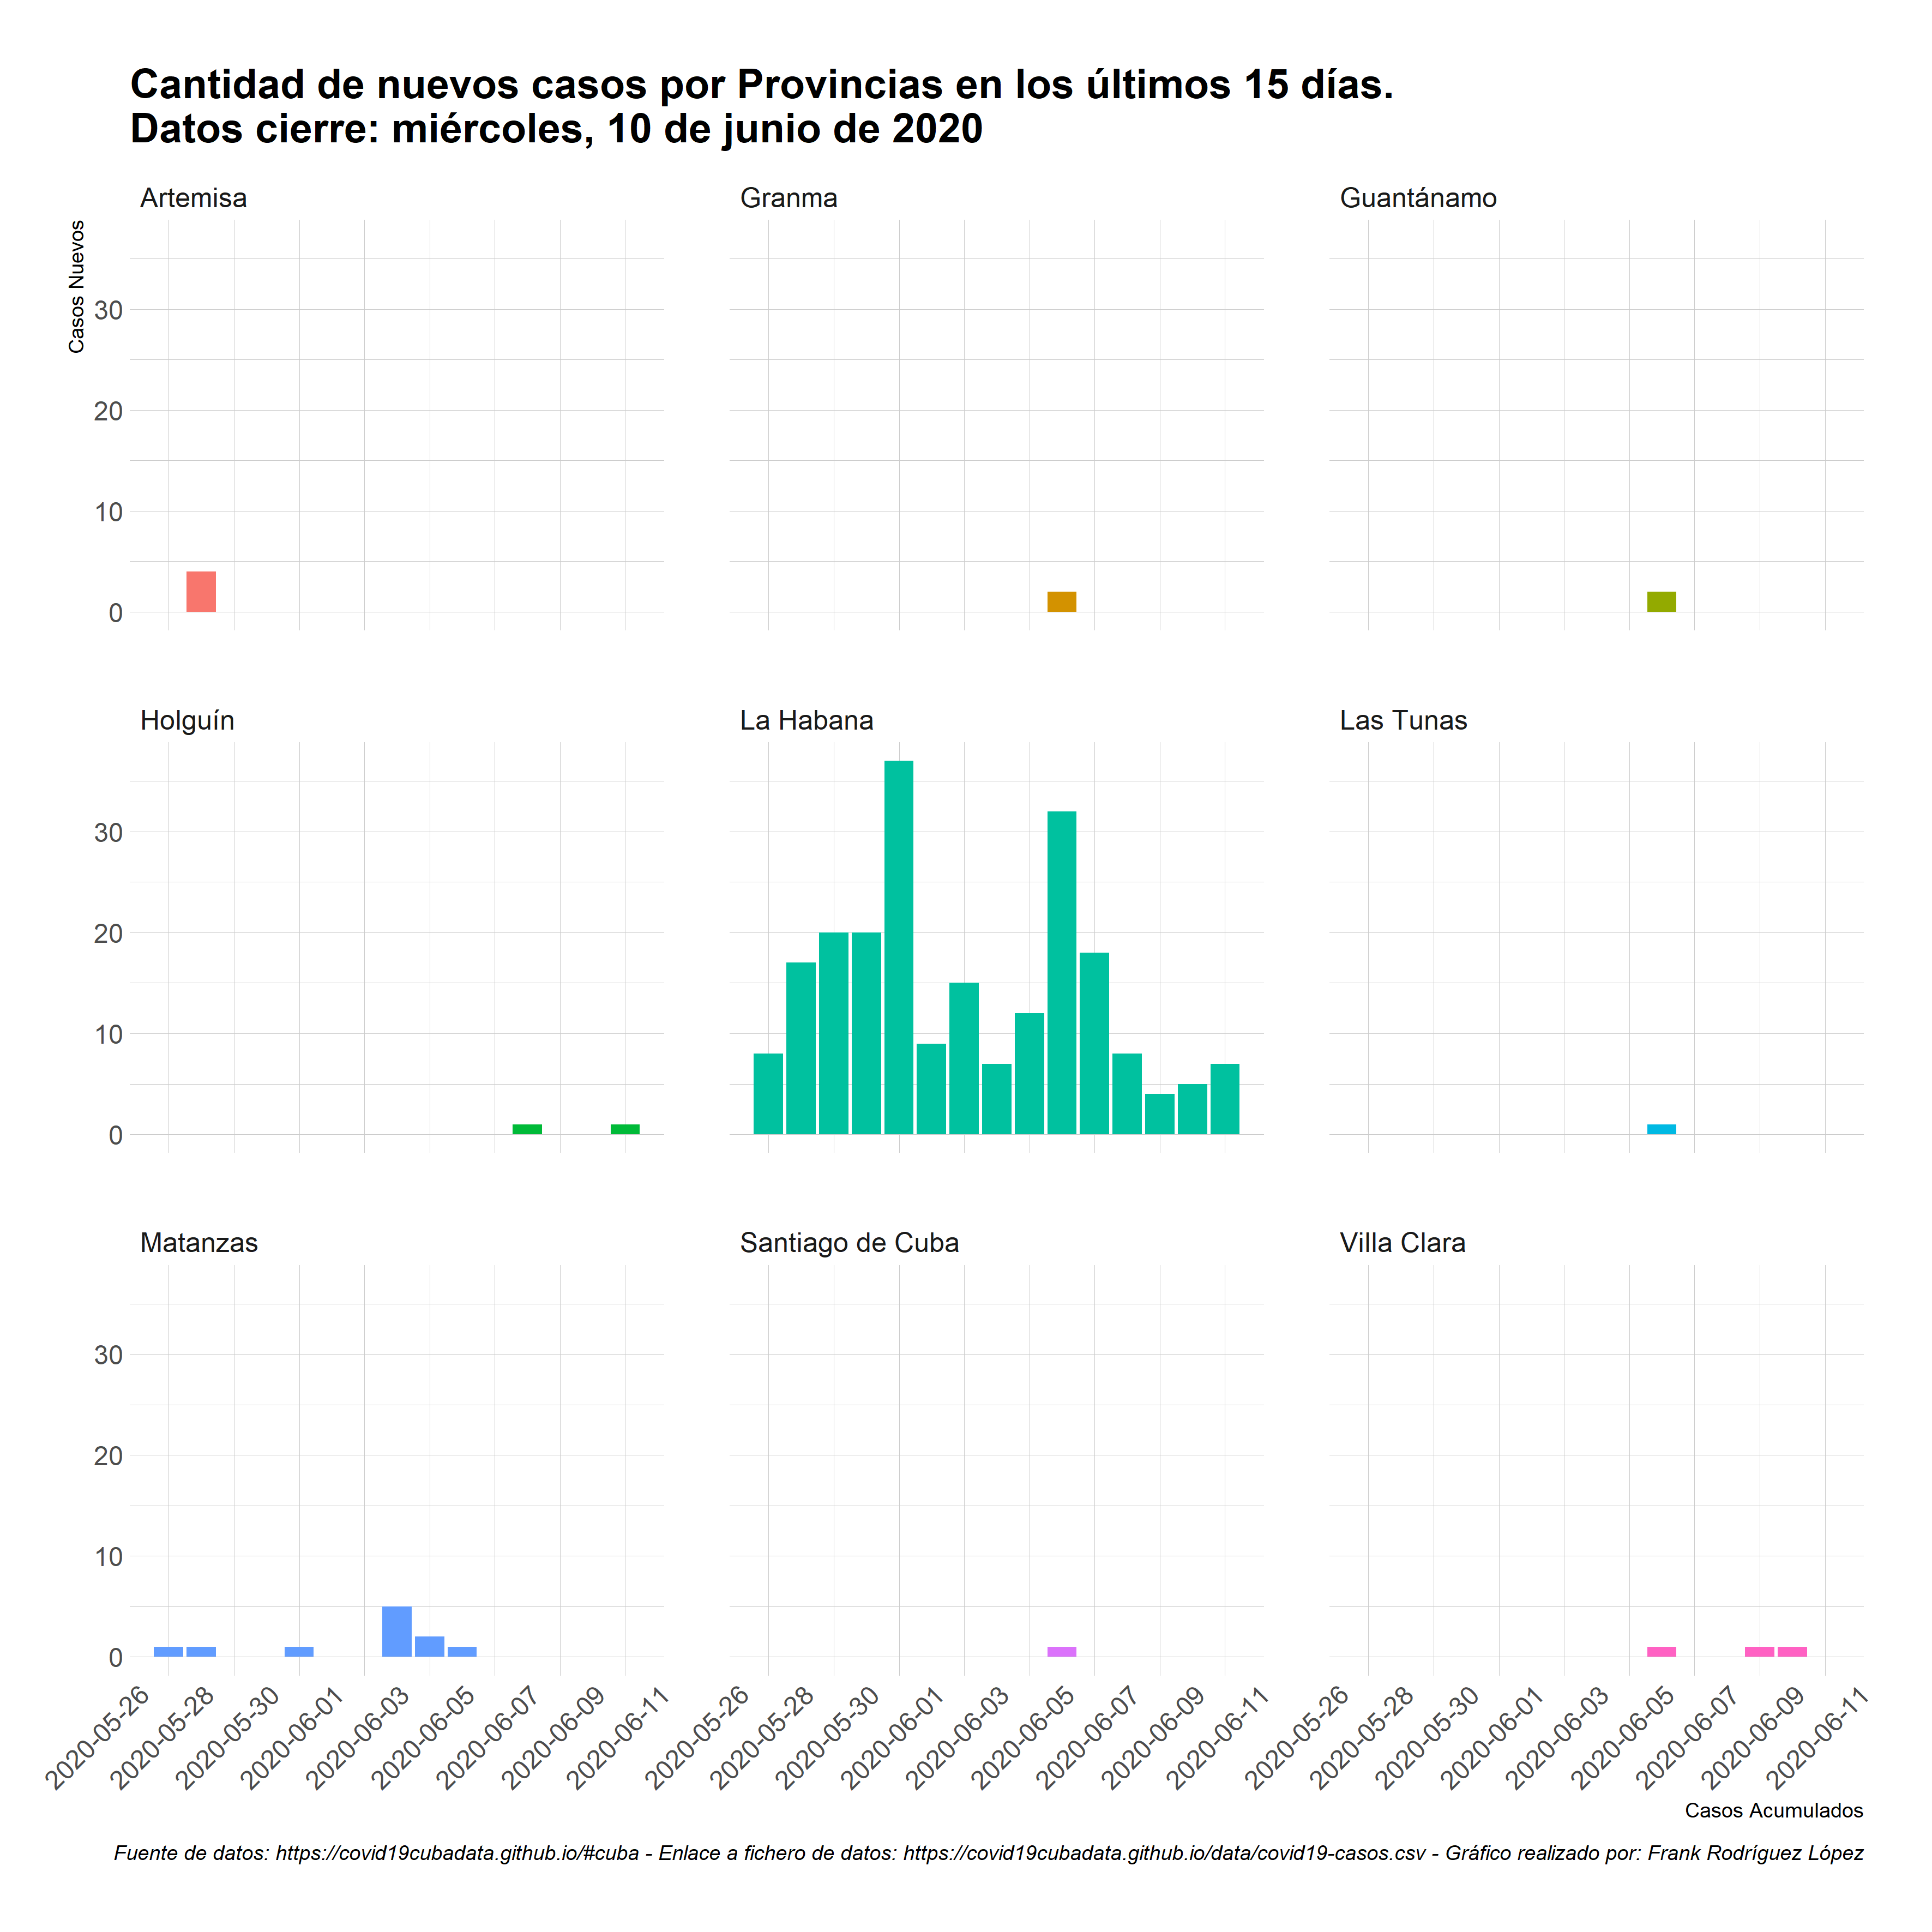 Cantidad de nuevos casos por Provincias en los últimos 15 días.
Datos cierre: miércoles, 10 de junio de 2020
Artemisa
Granma
Guantánamo
Casos Nuevos
30
20
10
0
Holguín
La Habana
Las Tunas
30
20
10
0
Matanzas
Santiago de Cuba
Villa Clara
30
20
10
0
2020-05-26 2020-05-28 2020-05-30 2020-06-01 2020-06-03 2020-06-05 2020-06-07 2020-06-09 2020-06-11
2020-05-26 2020-05-28 2020-05-30 2020-06-01 2020-06-03 2020-06-05 2020-06-07 2020-06-09 2020-06-11
2020-05-26 2020-05-28 2020-05-30 2020-06-01 2020-06-03 2020-06-05 2020-06-07 2020-06-09 2020-06-11
Casos Acumulados
Fuente de datos: https://covid19cubadata.github.io/#cuba - Enlace a fichero de datos: https://covid19cubadata.github.io/data/covid19-casos.csv - Gráfico realizado por: Frank Rodríguez López